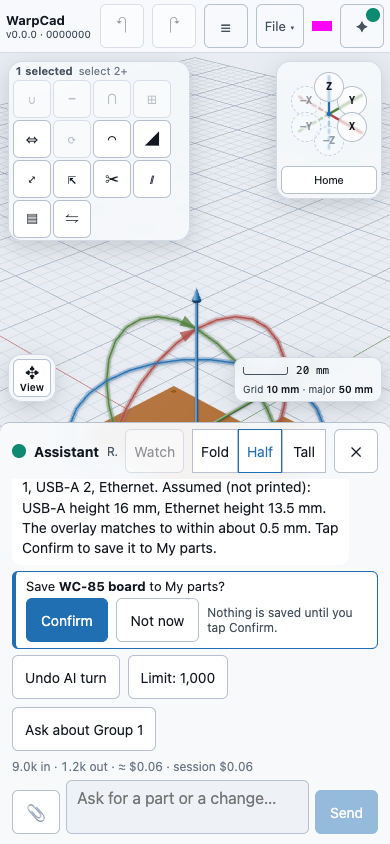 WarpCad
v0.0.0 · 0000000
File ▾
1 selected select 2+
Z
-X
Y
-Y
X
-Z
Home
View
20 mm
Grid 10 mm · major 50 mm
Assistant R.
Watch
Fold
Half
Tall
1, USB-A 2, Ethernet. Assumed (not printed):
USB-A height 16 mm, Ethernet height 13.5 mm.
The overlay matches to within about 0.5 mm. Tap
Confirm to save it to My parts.
Save WC-85 board to My parts?
Confirm
Not now
Nothing is saved until you
tap Confirm.
Undo AI turn
Limit: 1,000
Ask about Group 1
9.0k in · 1.2k out · ≈ $0.06 · session $0.06
Ask for a part or a change...
Send